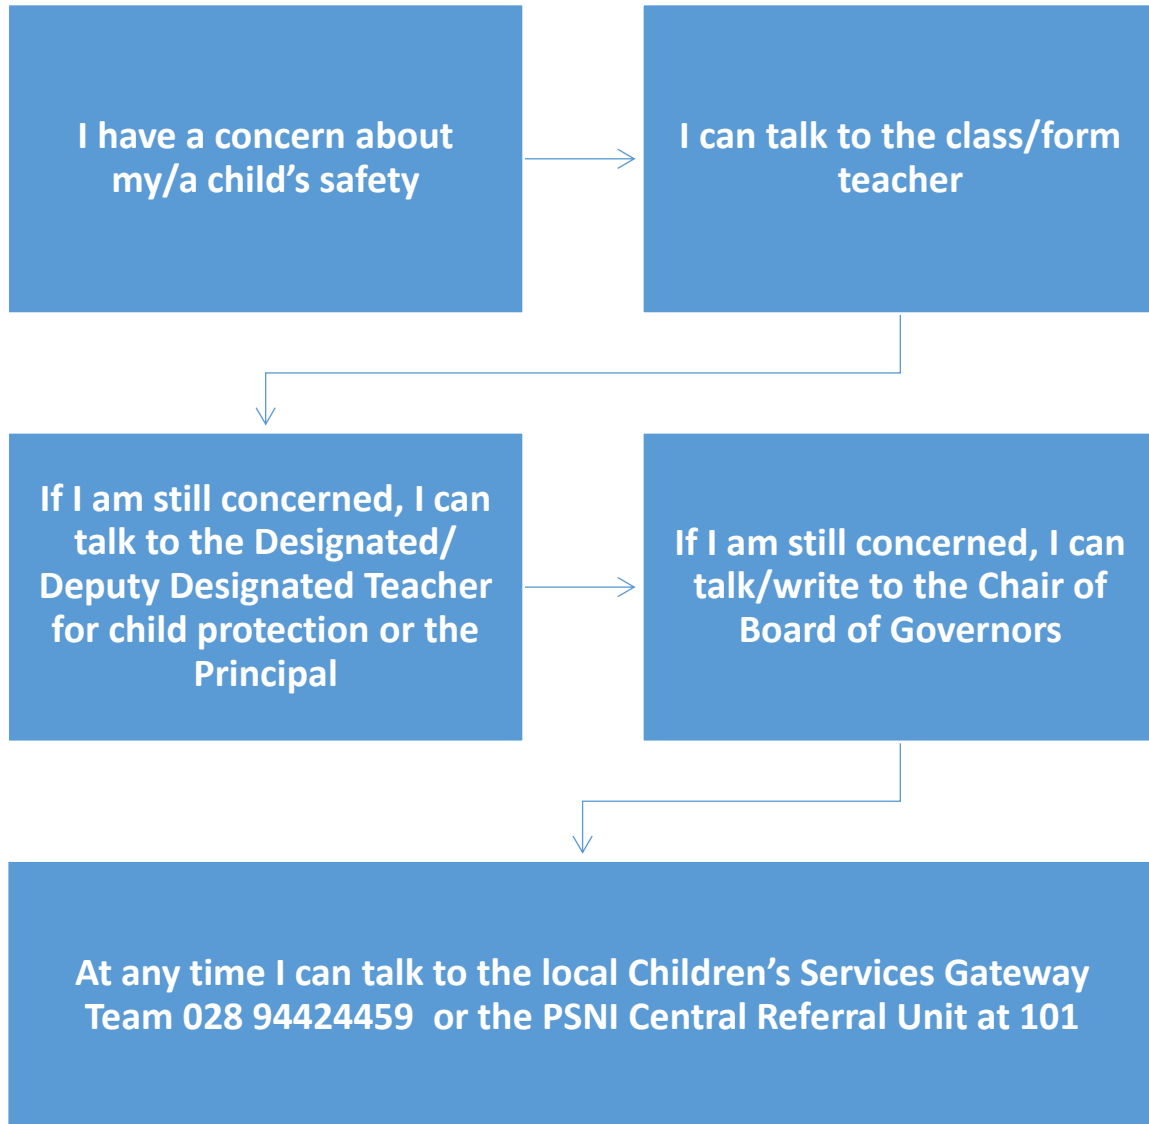 I have a concern about
my/a child’s safety
I can talk to the class/form
teacher
If I am still concerned, I can
talk to the Designated/
Deputy Designated Teacher
for child protection or the
Principal
If I am still concerned, I can
talk/write to the Chair of
Board of Governors
At any time I can talk to the local Children’s Services Gateway
Team 028 94424459  or the PSNI Central Referral Unit at 101